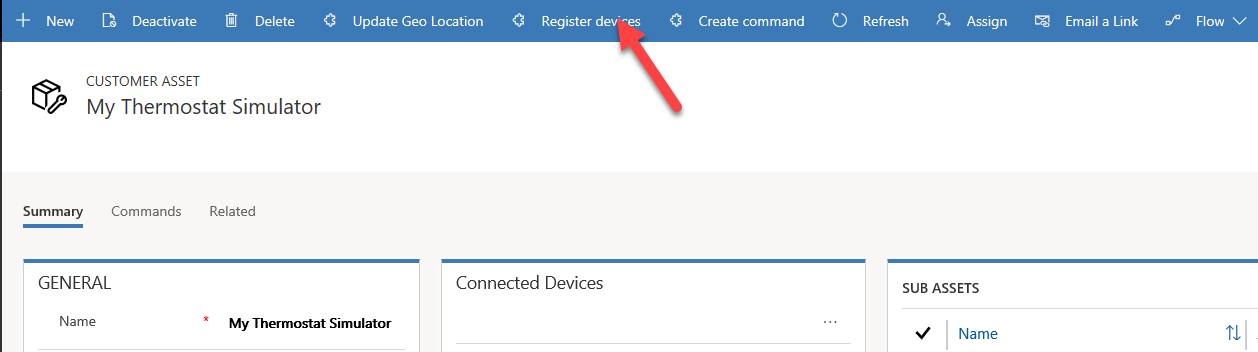 New Deactivate Delete Update Geo Location Register devices Create command Refresh Assign Email a Link Flow
CUSTOMER ASSET
My Thermostat Simulator
Summary Commands Related
GENERAL
Name * My Thermostat Simulator
Connected Devices
...
SUB ASSETS
Name